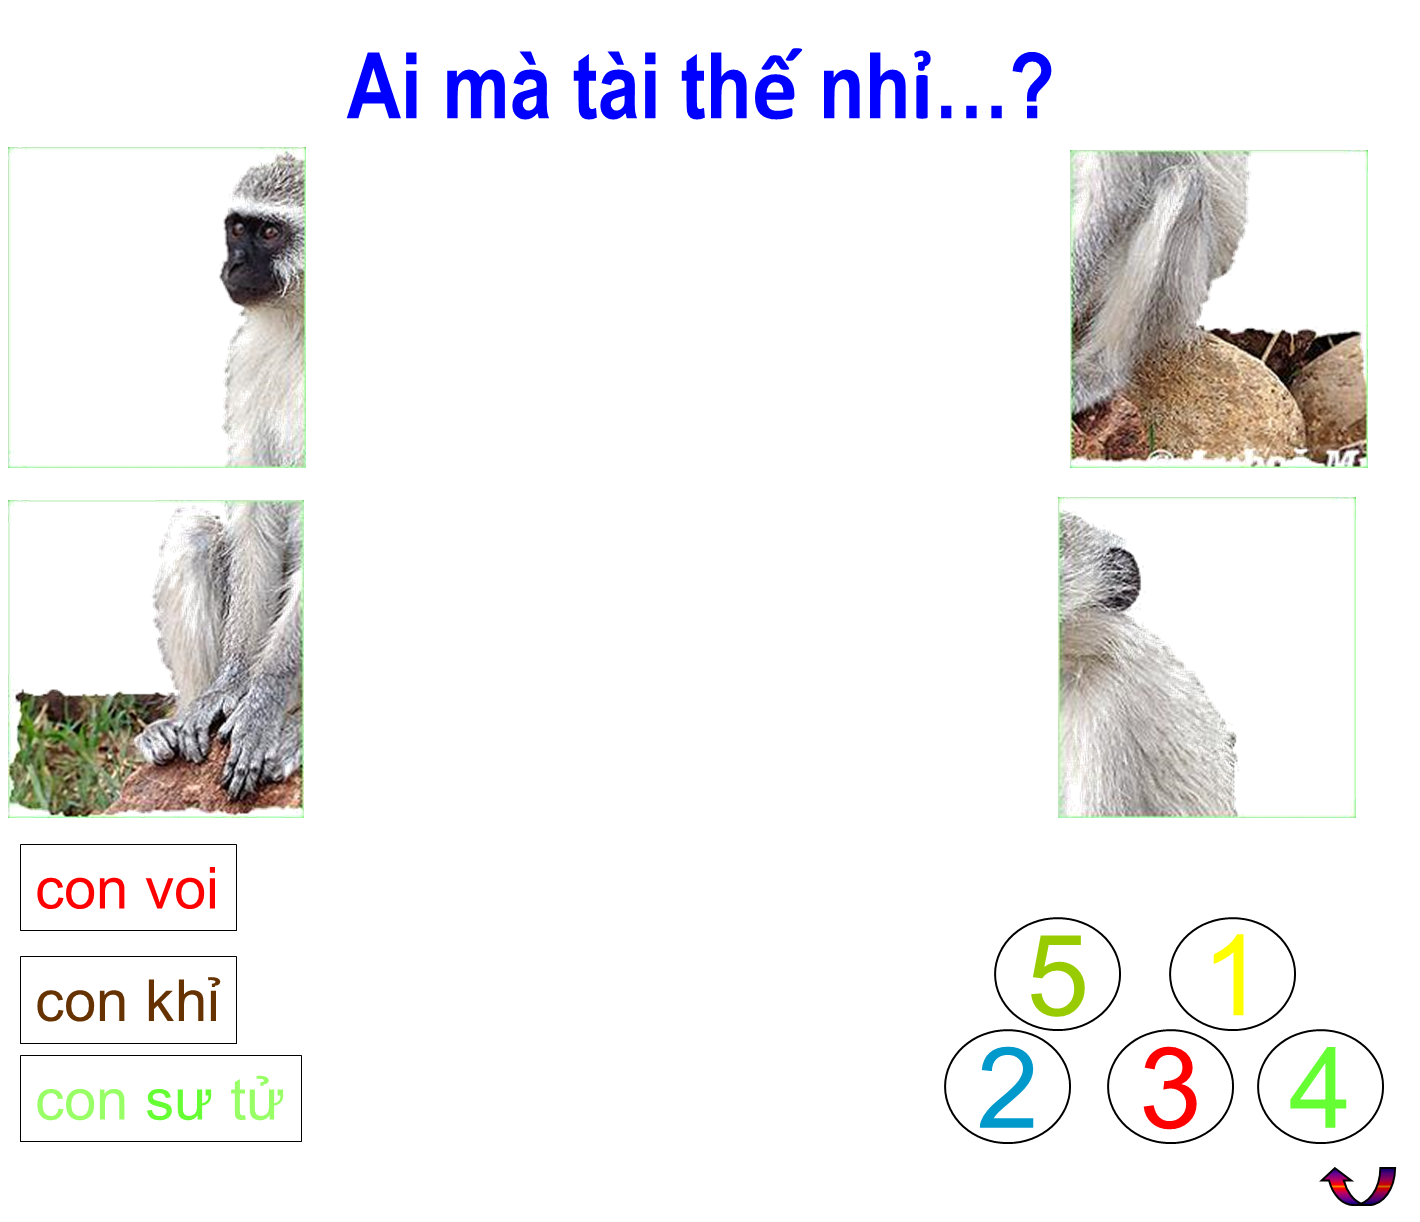 Ai mà tài thế nhỉ...?
con voi
con khỉ
con sư tử
5 1
2 3 4